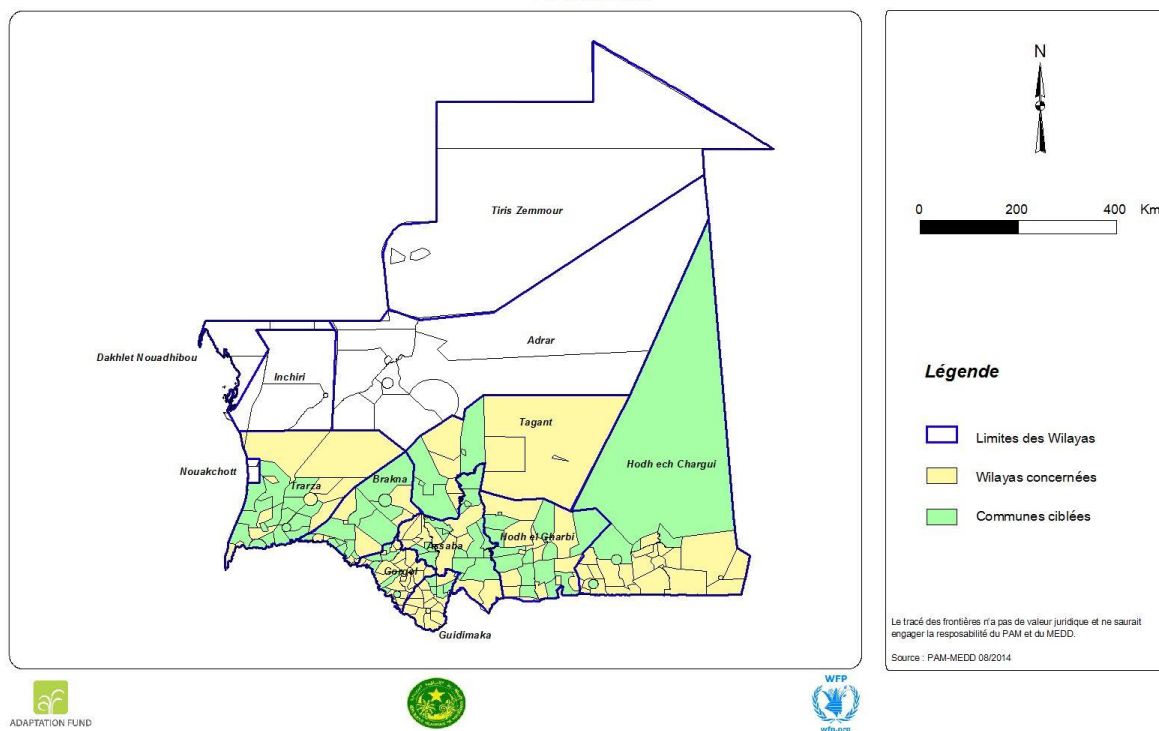 Tiris Zemmour
Adrar
Dakhlet Nouadhibou
Inchiri
Tagant
Nouakchott
Trarza
Brakna
Hodh ech Chargui
Assaba
Hodh el Gharbi
Gorgol
Guidimaka
N
0 200 400 Km
Légende
Limites des Wilayas
Wilayas concernées
Communes ciblées
Le tracé des frontières n'a pas de valeur juridique et ne saurait
engager la resposabilité du PAM et du MEDD.
Source : PAM-MEDD 08/2014
ADAPTATION FUND
WFP
wfp.org